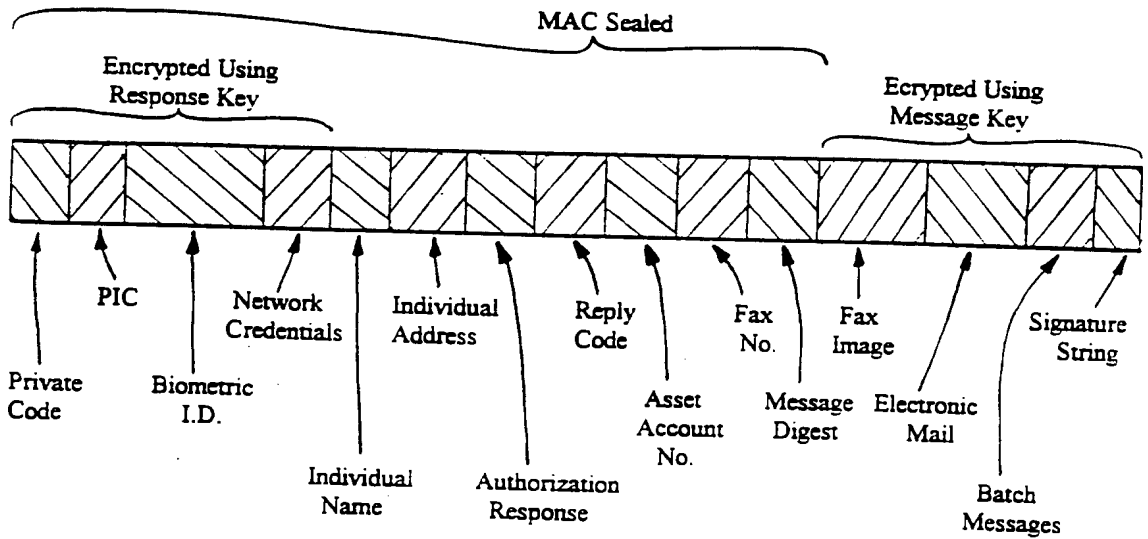 MAC Sealed
Encrypted Using
Response Key
Ecrypted Using
Message Key
Private
Code
PIC
Biometric
I.D.
Network
Credentials
Individual
Name
Individual
Address
Authorization
Response
Reply
Code
Asset
Account
No.
Fax
No.
Message
Digest
Fax
Image
Electronic
Mail
Batch
Messages
Signature
String